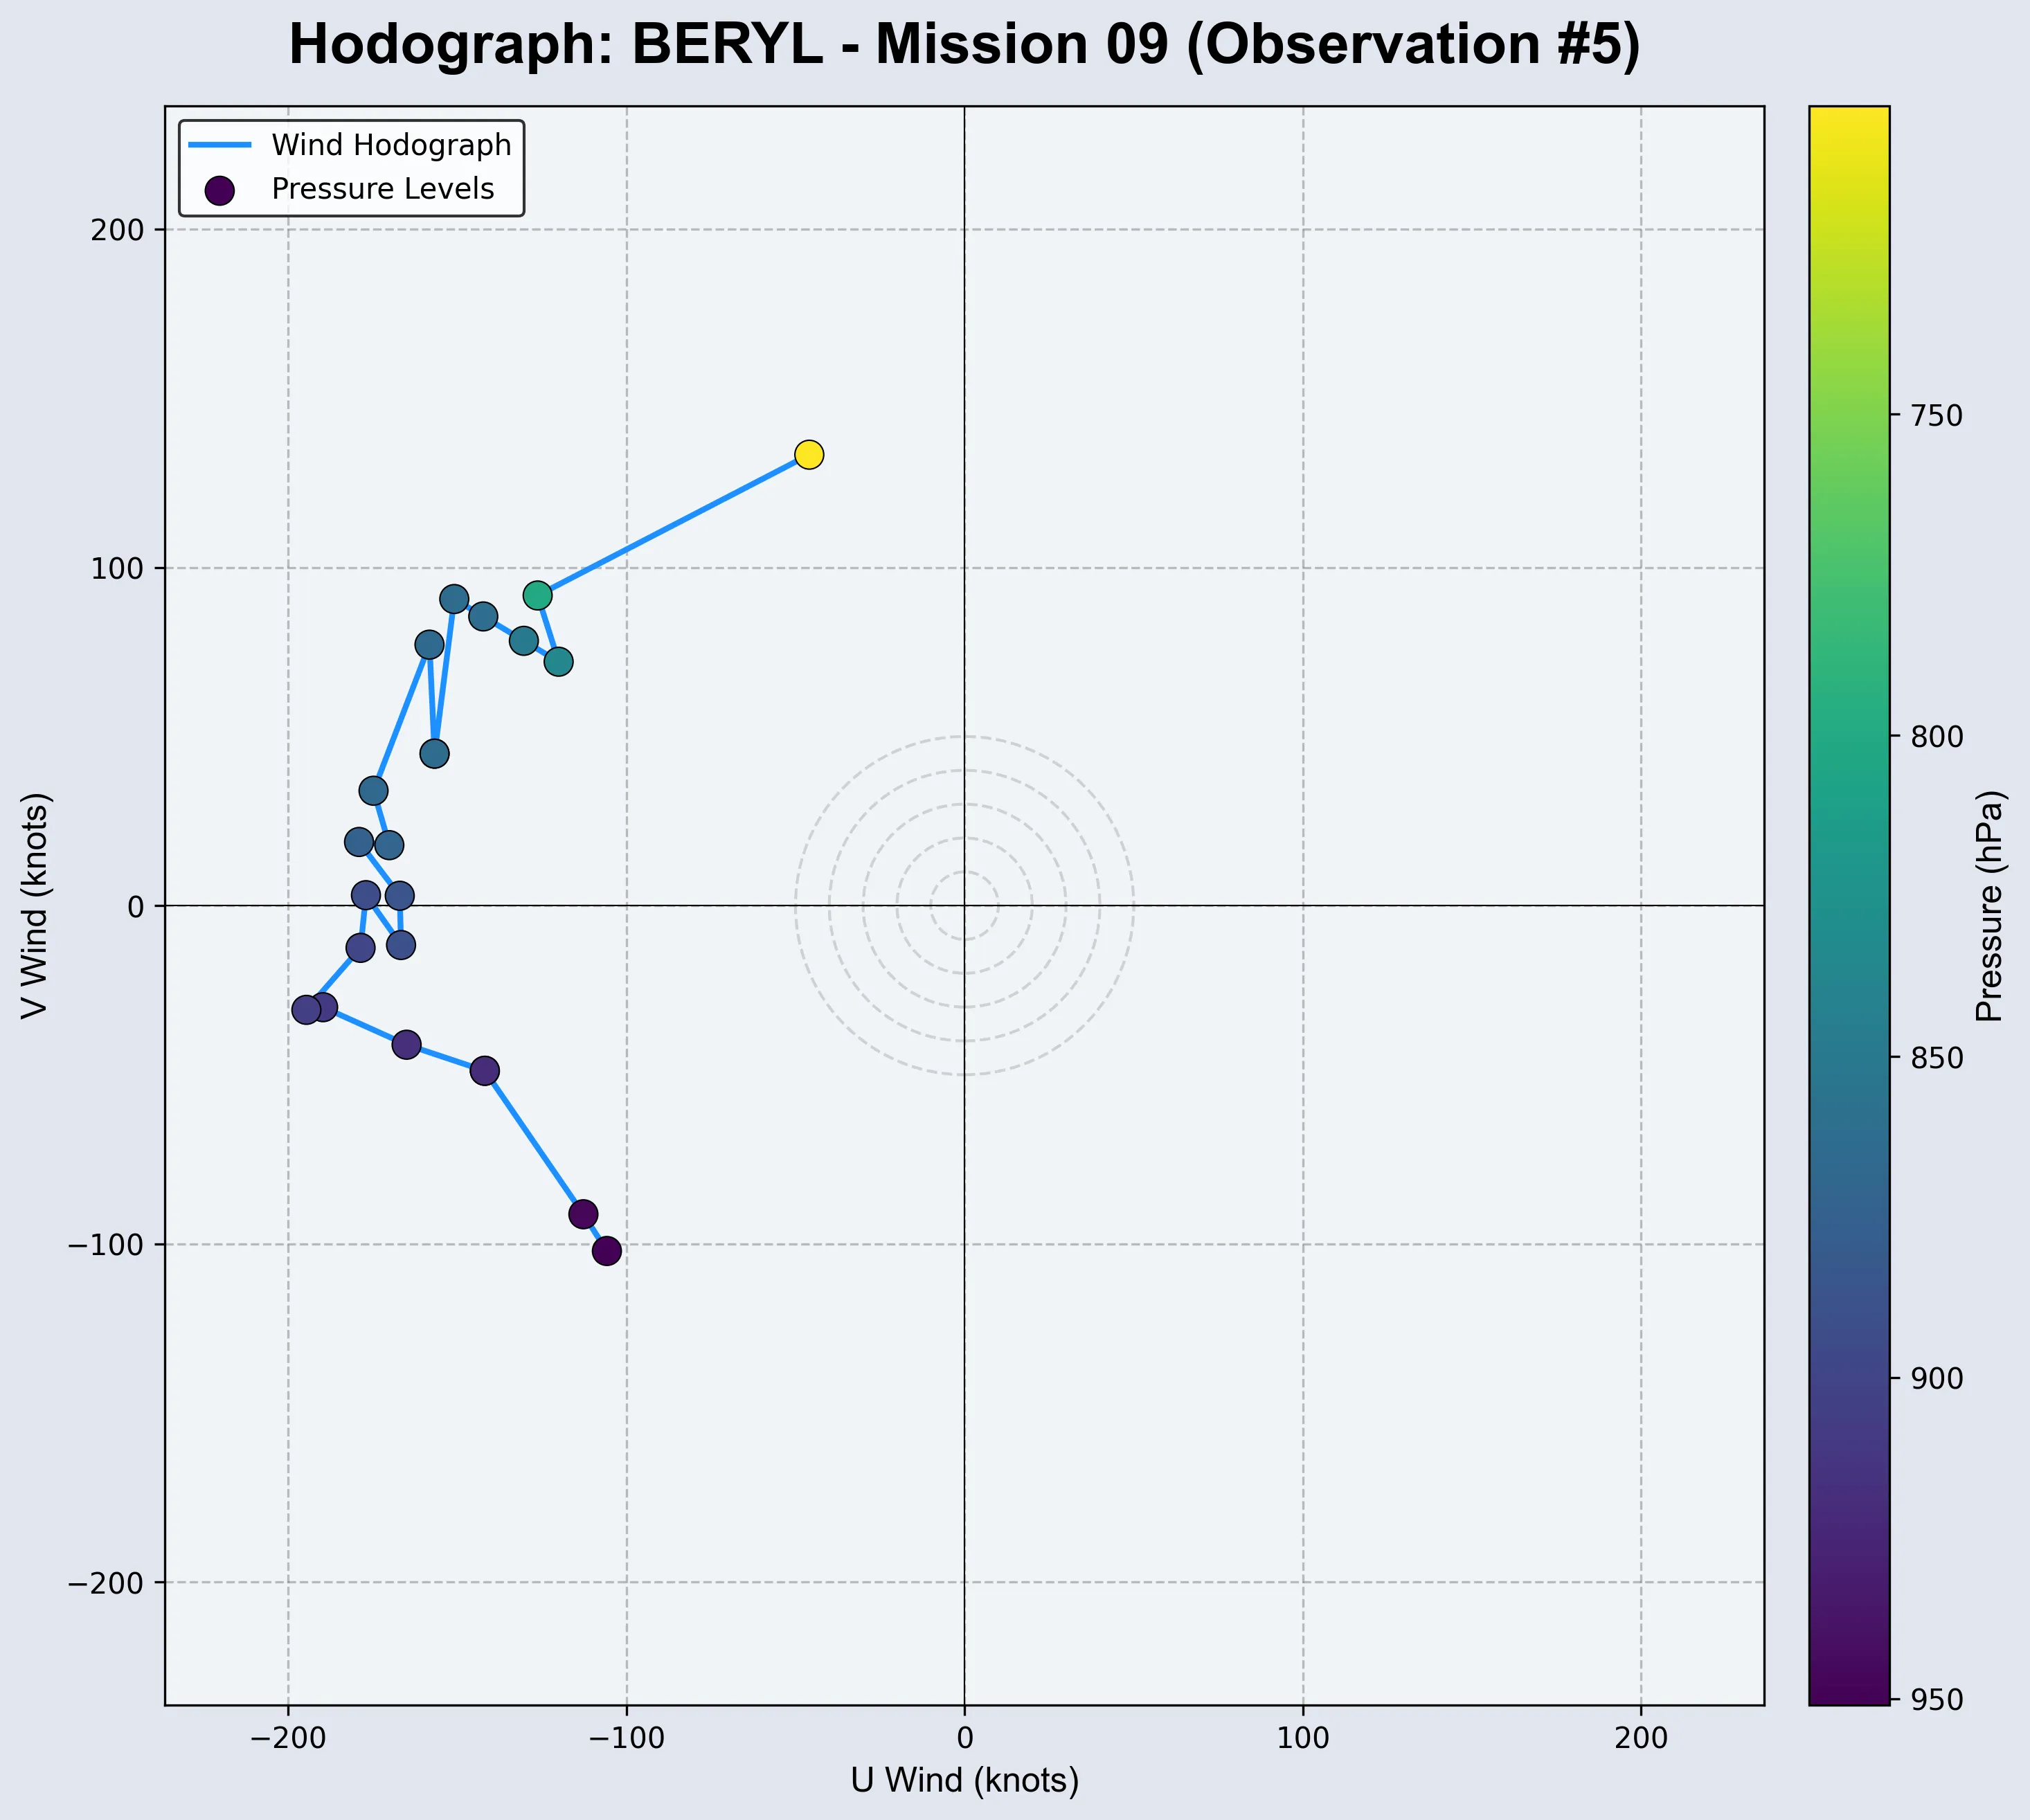 Hodograph: BERYL - Mission 09 (Observation #5)
Wind Hodograph
Pressure Levels
V Wind (knots)
200
100
0
−100
−200
−200
−100
0
100
200
U Wind (knots)
750
800
850
900
950
Pressure (hPa)